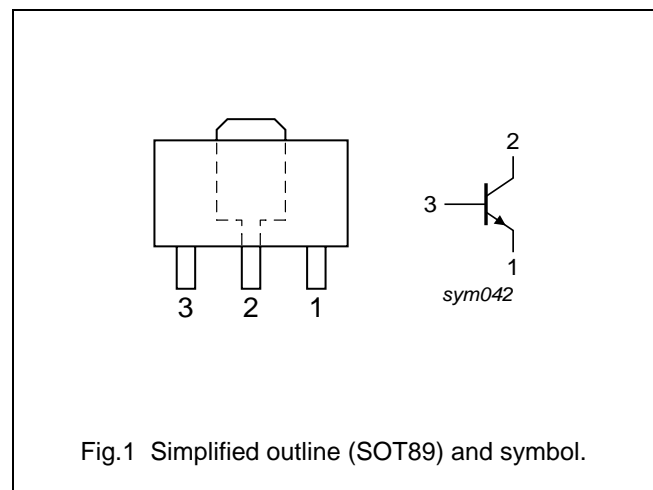 2
3
1
sym042
3 2 1
Fig.1 Simplified outline (SOT89) and symbol.